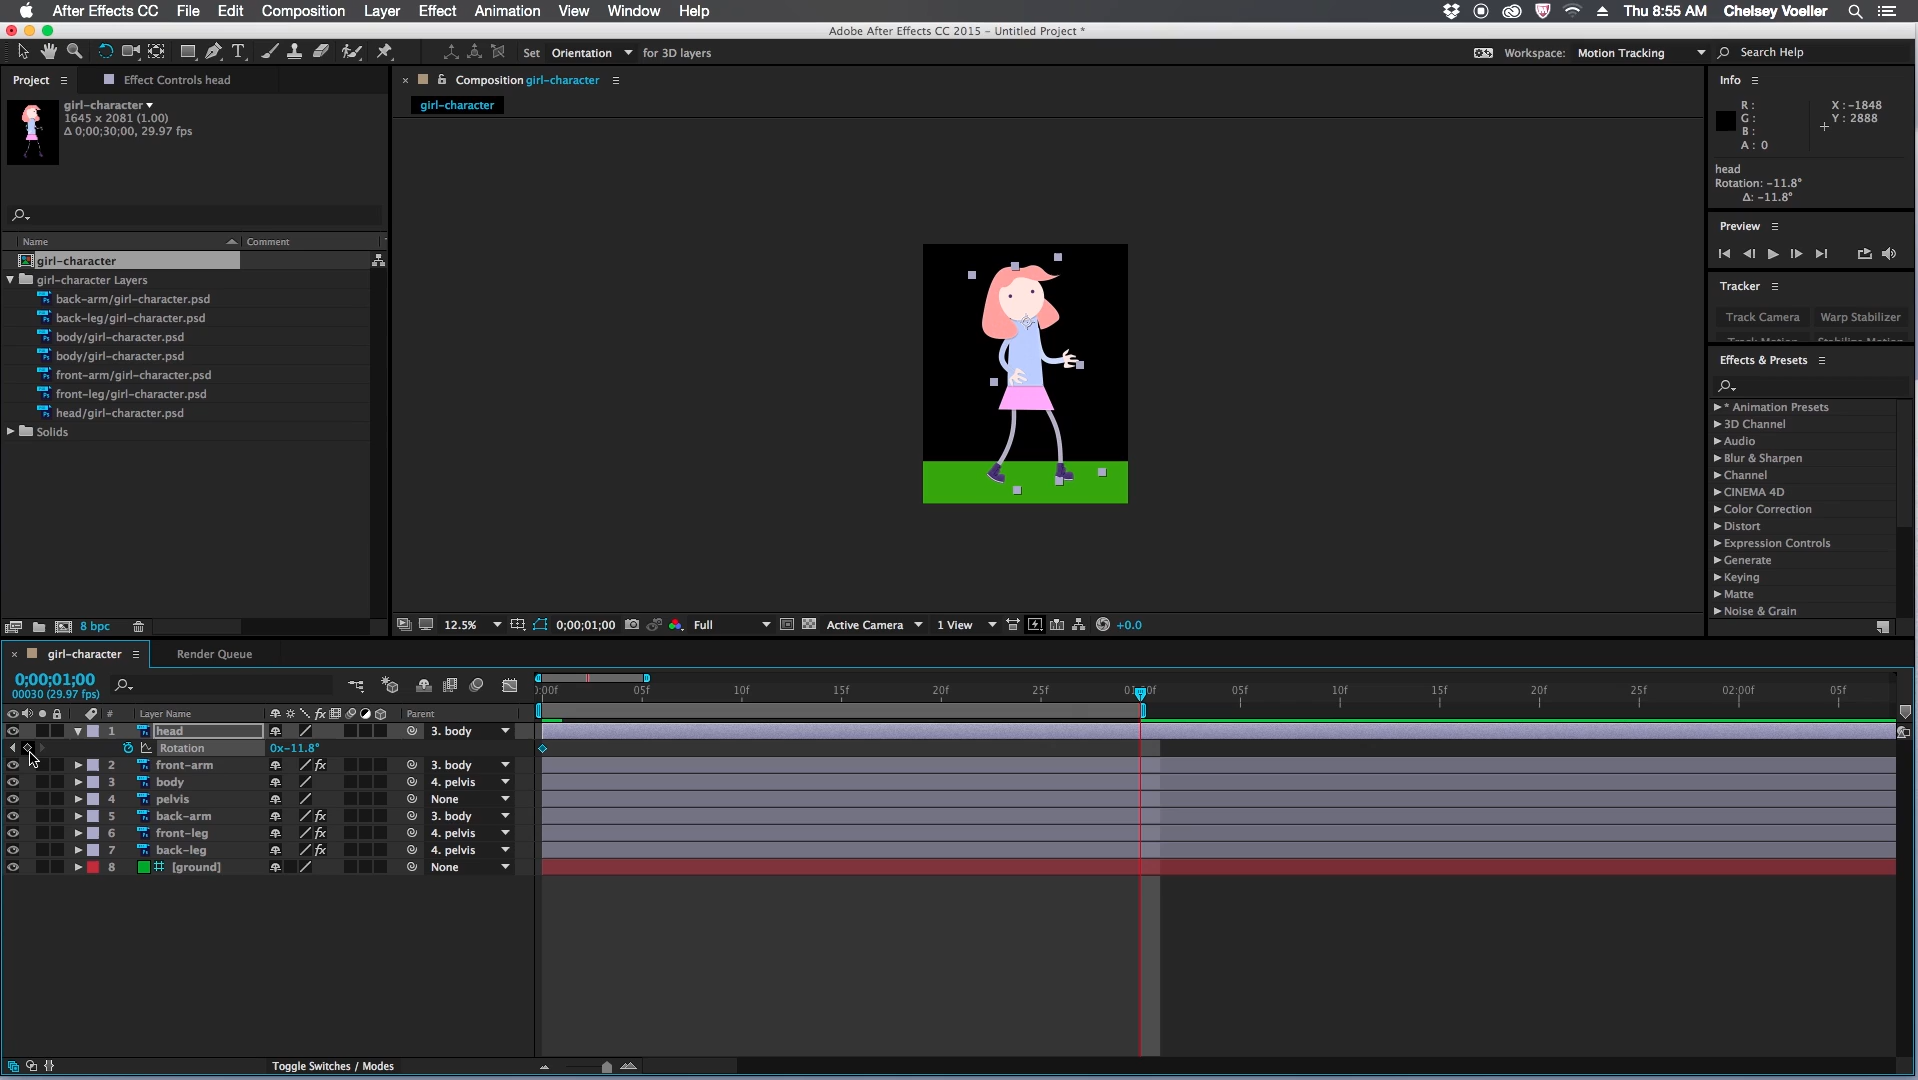 After Effects CC File Edit Composition Layer Effect Animation View Window Help Thu 8:55 AM Chelsey Voeller
Adobe After Effects CC 2015 - Untitled Project *
Set Orientation for 3D layers Workspace: Motion Tracking Search Help
Project Effect Controls head Composition girl-character Info
girl-character
girl-character
1645 x 2081 (1.00)
Δ 0;00;30;00, 29.97 fps
R:
G:
B:
A: 0
X: -1848
Y: 2888
head
Rotation: -11.8°
Δ: -11.8°
Preview
Name Comment
girl-character
girl-character Layers
back-arm/girl-character.psd
back-leg/girl-character.psd
body/girl-character.psd
body/girl-character.psd
front-arm/girl-character.psd
front-leg/girl-character.psd
head/girl-character.psd
Solids
Tracker
Track Camera Warp Stabilizer
Track Motion Stabilize Motion
Effects & Presets
* Animation Presets
3D Channel
Audio
Blur & Sharpen
Channel
CINEMA 4D
Color Correction
Distort
Expression Controls
Generate
Keying
Matte
Noise & Grain
8 bpc 12.5% 0;00;01;00 Full Active Camera 1 View +0.0
girl-character Render Queue
0;00;01;00
00030 (29.97 fps)
:00f 05f 10f 15f 20f 25f 05f 10f 15f 20f 25f 02:00f 05f
# Layer Name fx Parent
1 head 3. body
Rotation 0x-11.8°
2 front-arm fx 3. body
3 body 4. pelvis
4 pelvis None
5 back-arm fx 3. body
6 front-leg fx 4. pelvis
7 back-leg fx 4. pelvis
8 [ground] None
Toggle Switches / Modes